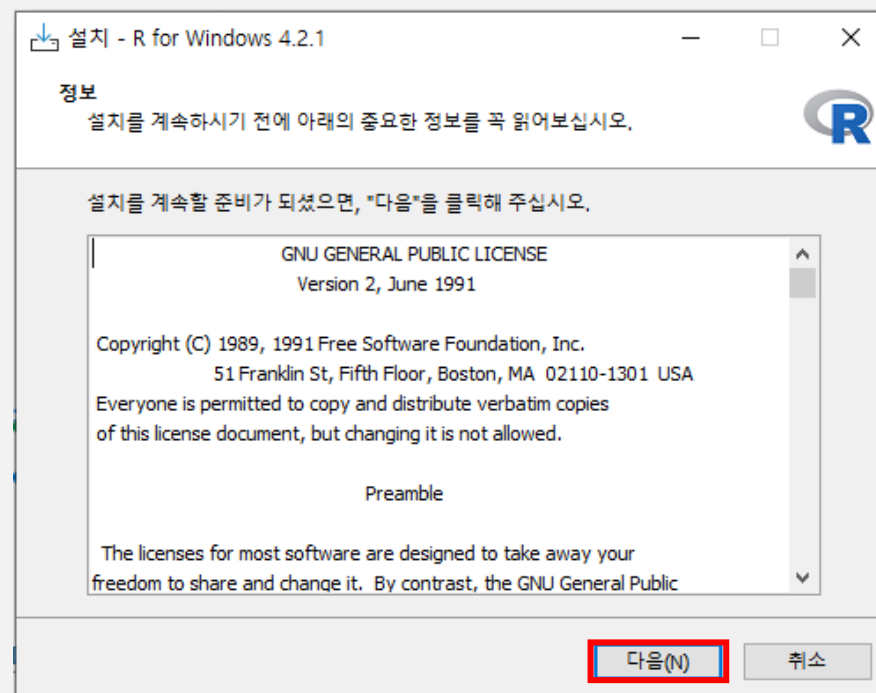 설치 - R for Windows 4.2.1
정보
설치를 계속하시기 전에 아래의 중요한 정보를 꼭 읽어보십시오.
R
설치를 계속할 준비가 되셨으면, "다음"을 클릭해 주십시오.
GNU GENERAL PUBLIC LICENSE
Version 2, June 1991
Copyright (C) 1989, 1991 Free Software Foundation, Inc.
51 Franklin St, Fifth Floor, Boston, MA 02110-1301 USA
Everyone is permitted to copy and distribute verbatim copies
of this license document, but changing it is not allowed.
Preamble
The licenses for most software are designed to take away your
freedom to share and change it. By contrast, the GNU General Public
다음(N) 취소